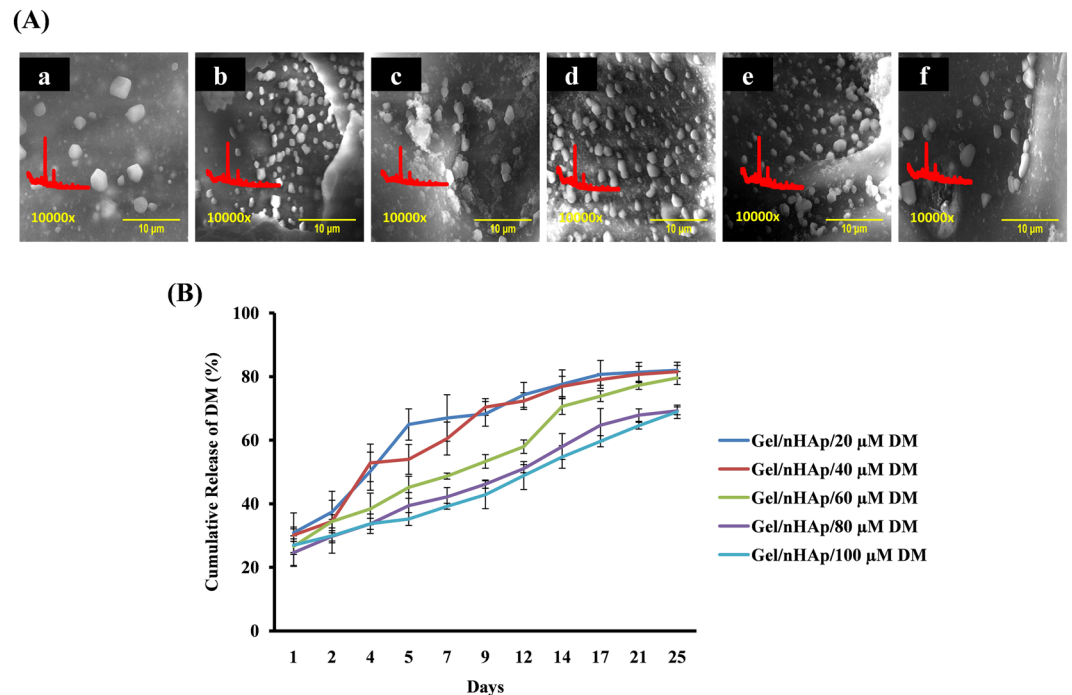 (A)
a b c d e f
10000x 10 µm 10000x 10 µm 10000x 10 µm 10000x 10 µm 10000x 10 µm 10000x 10 µm
(B)
Cumulative Release of DM (%)
100
80
60
40
20
0
1 2 4 5 7 9 12 14 17 21 25
Days
Gel/nHAp/20 µM DM
Gel/nHAp/40 µM DM
Gel/nHAp/60 µM DM
Gel/nHAp/80 µM DM
Gel/nHAp/100 µM DM